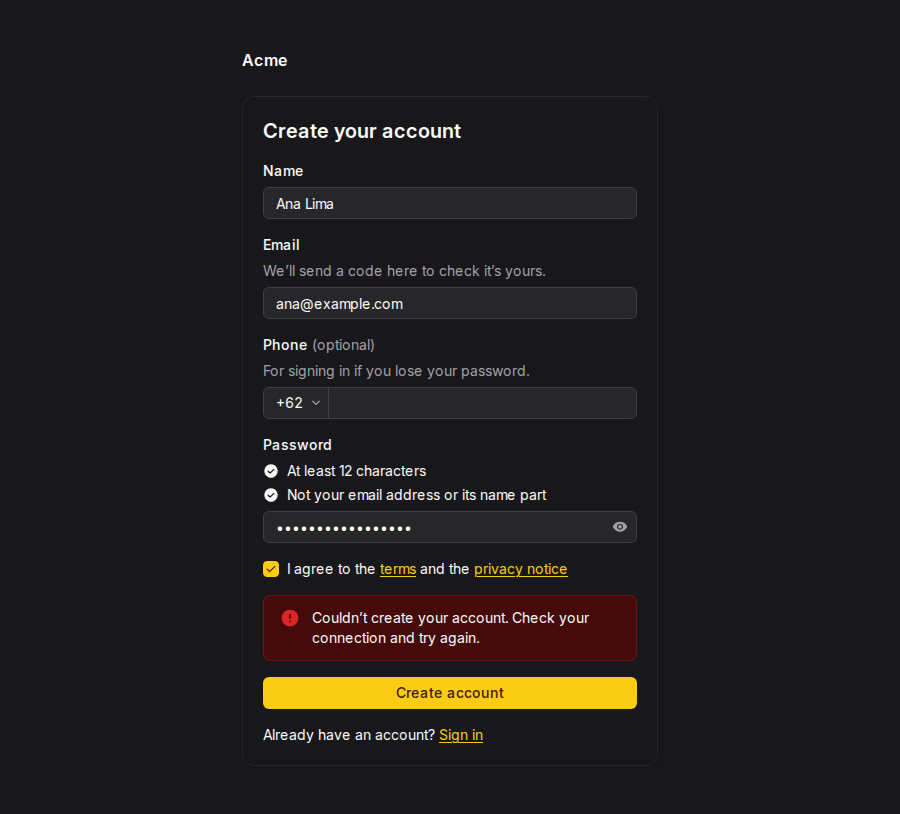 Acme
Create your account
Name
Ana Lima
Email
We’ll send a code here to check it’s yours.
ana@example.com
Phone (optional)
For signing in if you lose your password.
+62
Password
At least 12 characters
Not your email address or its name part
•••••••••••••••••
I agree to the terms and the privacy notice
Couldn’t create your account. Check your
connection and try again.
Create account
Already have an account? Sign in